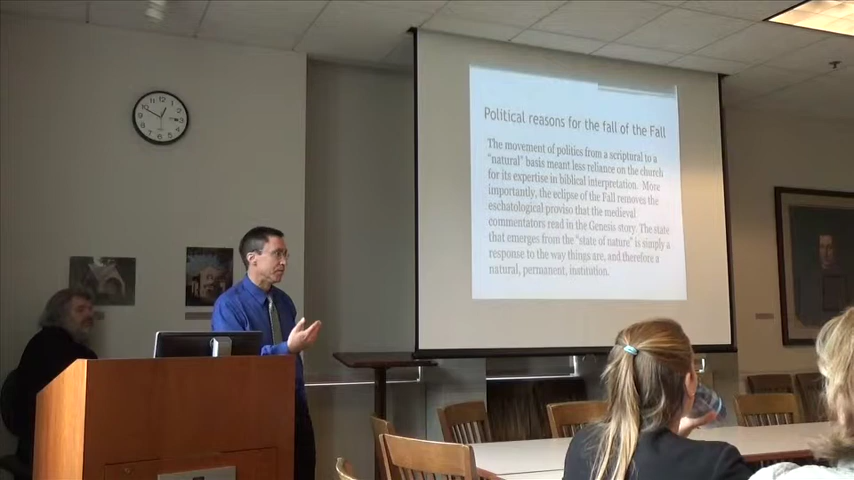 Political reasons for the fall of the Fall
The movement of politics from a scriptural to a
"natural" basis meant less reliance on the church
for its expertise in biblical interpretation. More
importantly, the eclipse of the Fall removes the
eschatological proviso that the medieval
commentators read in the Genesis story. The state
that emerges from the "state of nature" is simply a
response to the way things are, and therefore a
natural, permanent, institution.